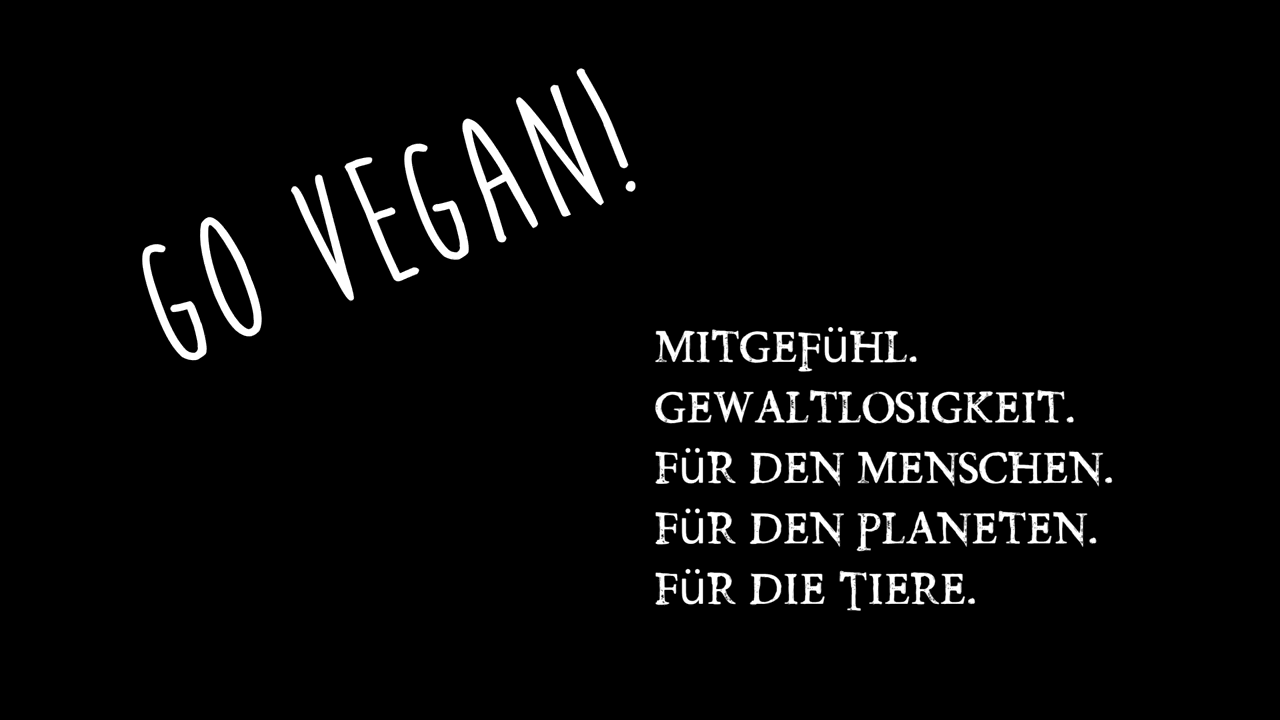 GO VEGAN!
MITGEFÜHL.
GEWALTLOSIGKEIT.
FÜR DEN MENSCHEN.
FÜR DEN PLANETEN.
FÜR DIE TIERE.